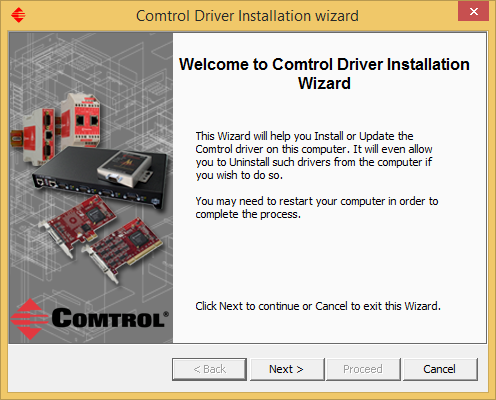 Comtrol Driver Installation wizard
Welcome to Comtrol Driver Installation
Wizard
This Wizard will help you Install or Update the
Comtrol driver on this computer. It will even allow
you to Uninstall such drivers from the computer if
you wish to do so.
You may need to restart your computer in order to
complete the process.
Click Next to continue or Cancel to exit this Wizard.
COMTROL®
< Back
Next >
Proceed
Cancel